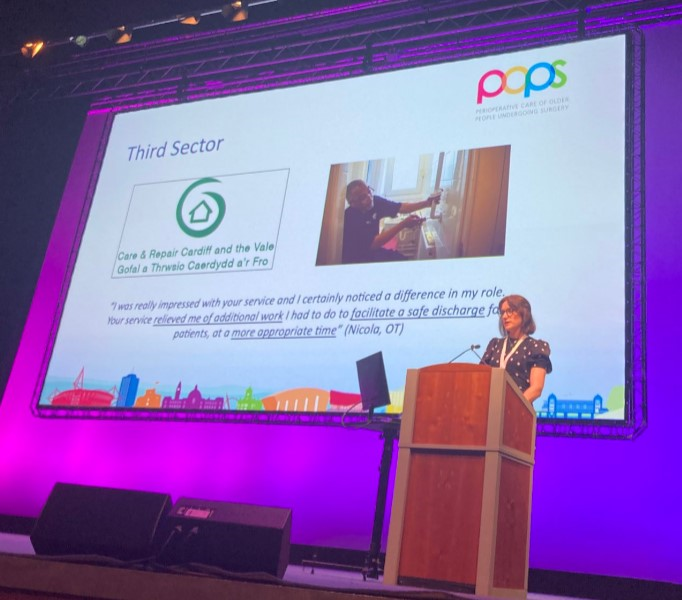 pops
PERIOPERATIVE CARE OF OLDER
PEOPLE UNDERGOING SURGERY
Third Sector
Care & Repair Cardiff and the Vale
Gofal a Thrwsio Caerdydd a'r Fro
"I was really impressed with your service and I certainly noticed a difference in my role.
Your service relieved me of additional work I had to do to facilitate a safe discharge
patients, at a more appropriate time" (Nicola, OT)